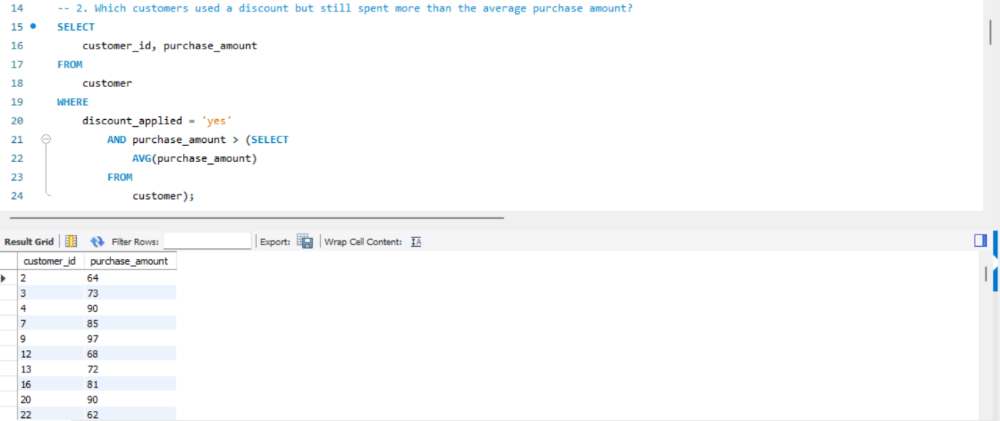 14 -- 2. Which customers used a discount but still spent more than the average purchase amount?
15 SELECT
16 customer_id, purchase_amount
17 FROM
18 customer
19 WHERE
20 discount_applied = 'yes'
21 AND purchase_amount > (SELECT
22 AVG(purchase_amount)
23 FROM
24 customer);
Result Grid Filter Rows: Export: Wrap Cell Content: IA
customer_id purchase_amount
2 64
3 73
4 90
7 85
9 97
12 68
13 72
16 81
20 90
22 62